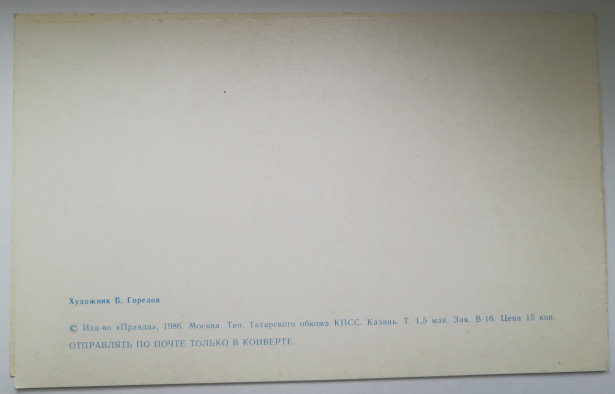 Художник Б. Горелов
© Изд-во «Правда», 1986. Москва. Тип. Татарского обкома КПСС. Казань. Т. 1,5 млн. Зак. В-16. Цена 15 коп.
ОТПРАВЛЯТЬ ПО ПОЧТЕ ТОЛЬКО В КОНВЕРТЕ.